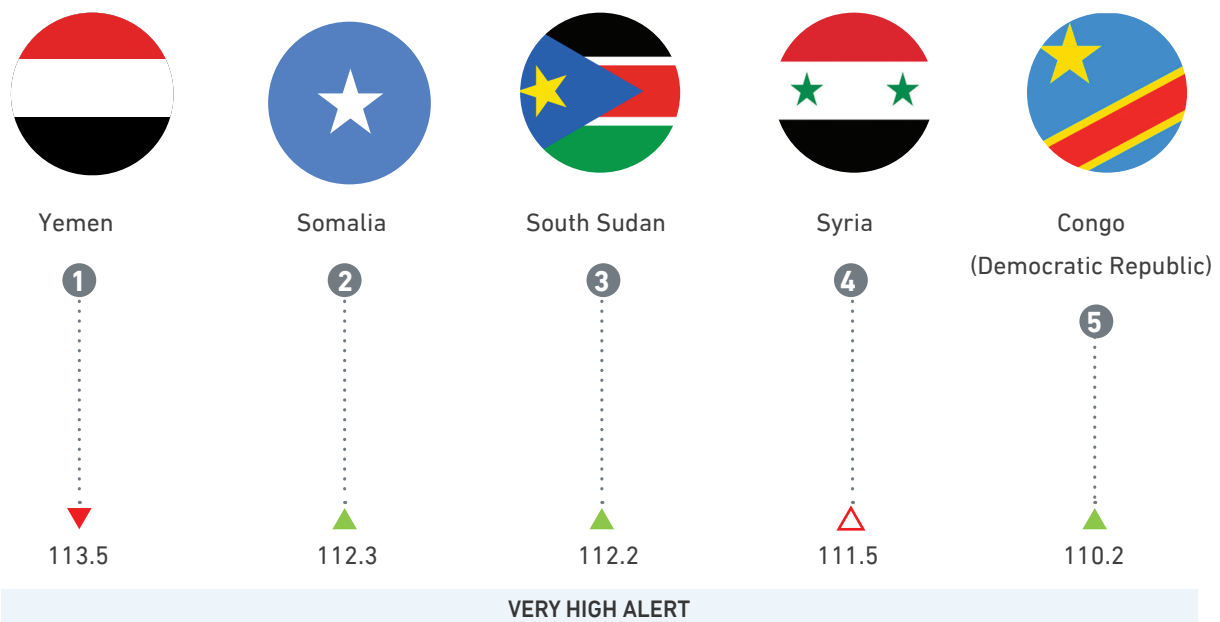 Yemen
Somalia
South Sudan
Syria
Congo
(Democratic Republic)
1
2
3
4
5
113.5
112.3
112.2
111.5
110.2
VERY HIGH ALERT